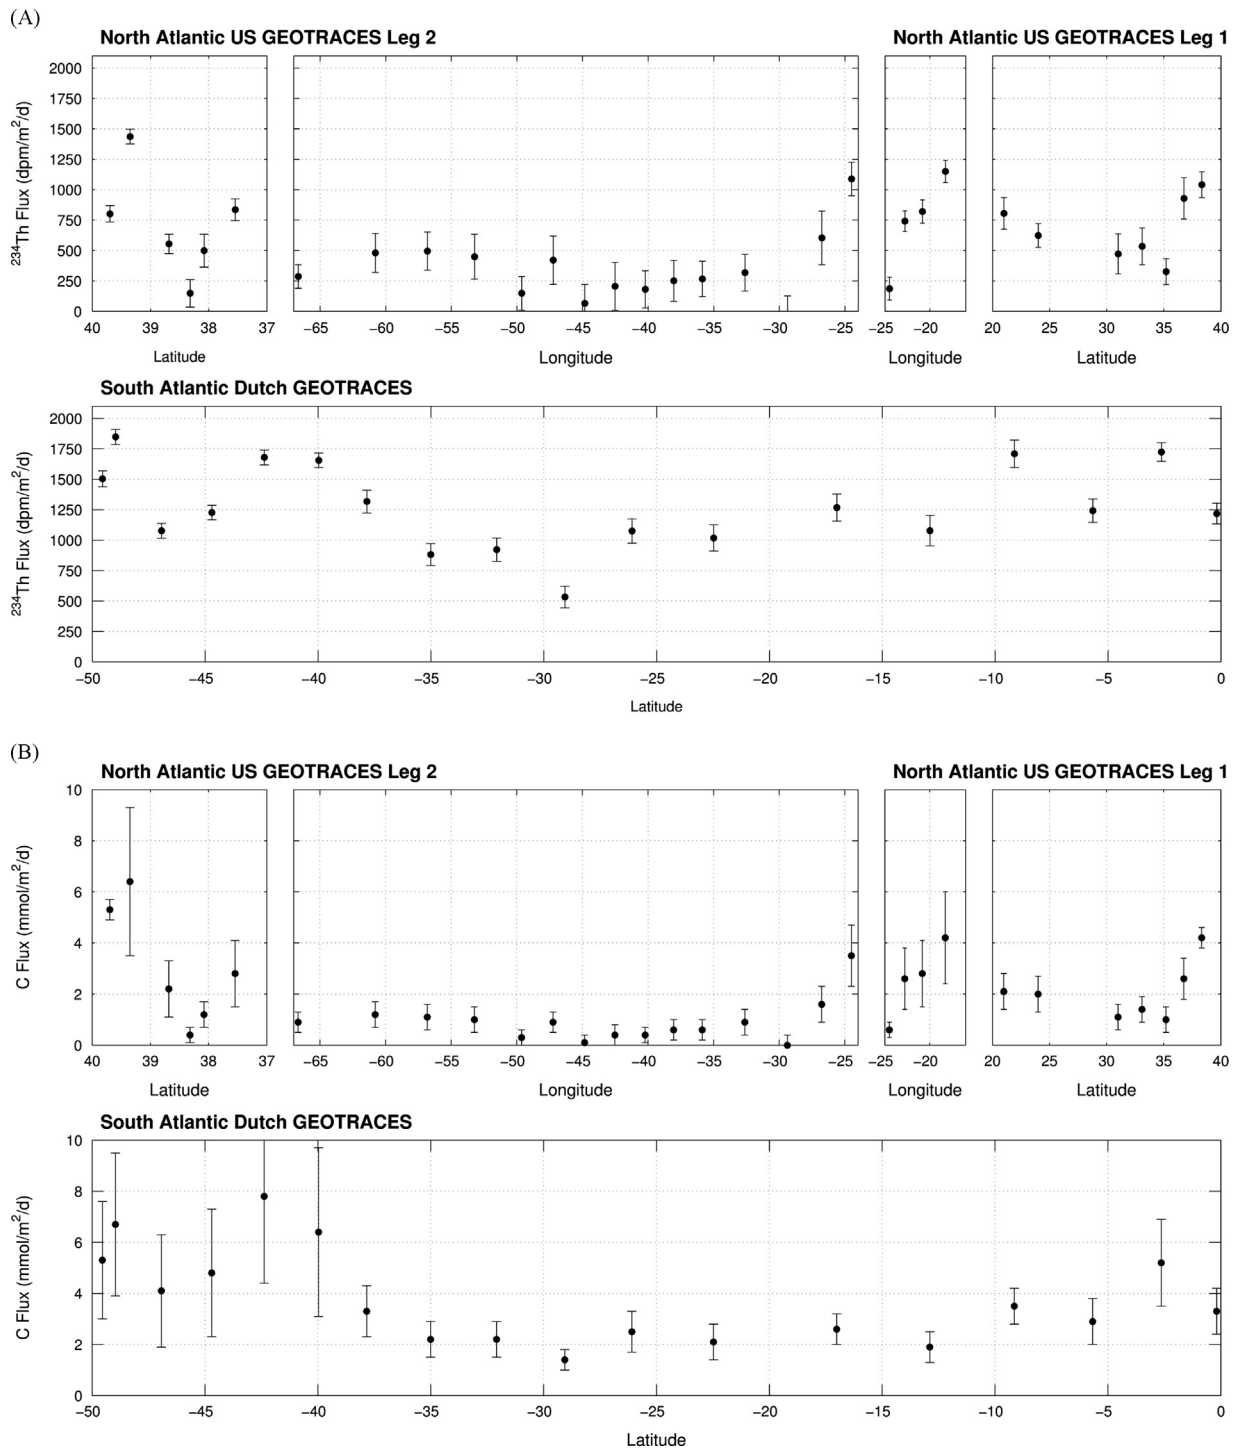 (A)
North Atlantic US GEOTRACES Leg 2
North Atlantic US GEOTRACES Leg 1
²³⁴Th Flux (dpm/m²/d)
2000
1750
1500
1250
1000
750
500
250
0
40 39 38 37
−65 −60 −55 −50 −45 −40 −35 −30 −25
−25 −20
20 25 30 35 40
Latitude
Longitude
Longitude
Latitude
South Atlantic Dutch GEOTRACES
²³⁴Th Flux (dpm/m²/d)
2000
1750
1500
1250
1000
750
500
250
0
−50 −45 −40 −35 −30 −25 −20 −15 −10 −5 0
Latitude
(B)
North Atlantic US GEOTRACES Leg 2
North Atlantic US GEOTRACES Leg 1
C Flux (mmol/m²/d)
10
8
6
4
2
0
40 39 38 37
−65 −60 −55 −50 −45 −40 −35 −30 −25
−25 −20
20 25 30 35 40
Latitude
Longitude
Longitude
Latitude
South Atlantic Dutch GEOTRACES
C Flux (mmol/m²/d)
10
8
6
4
2
0
−50 −45 −40 −35 −30 −25 −20 −15 −10 −5 0
Latitude